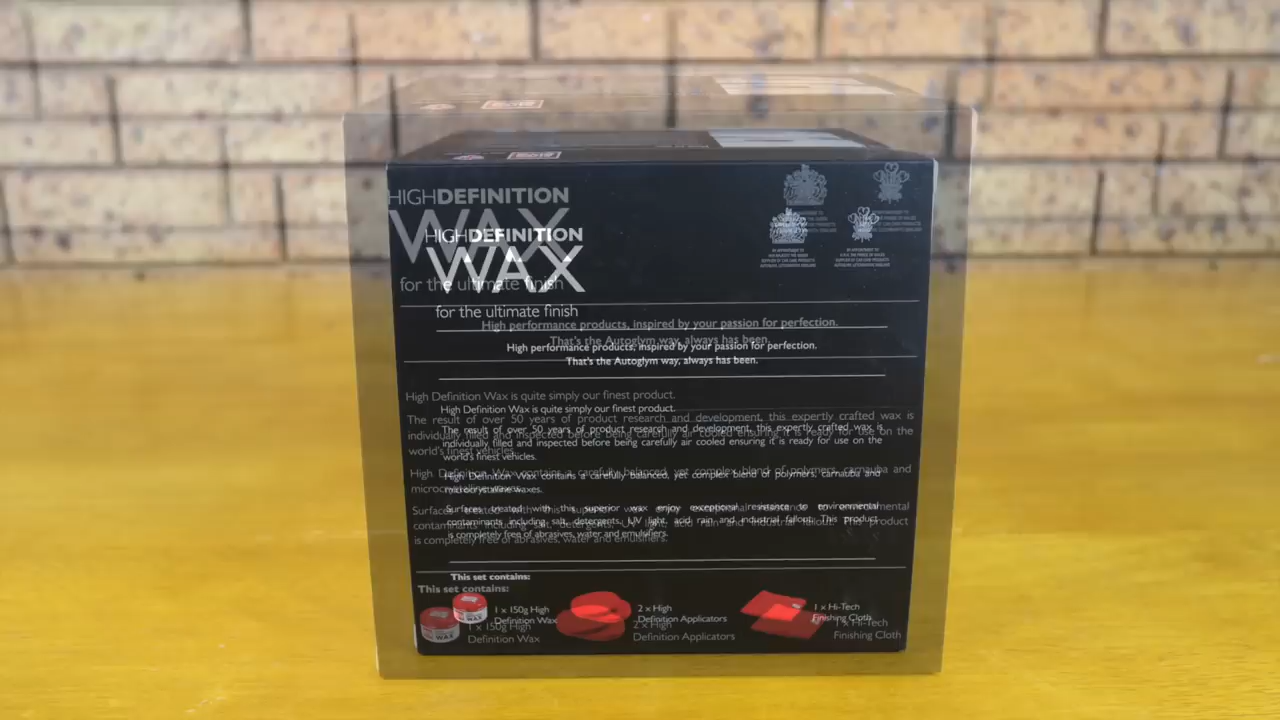 HIGHDEFINITION
WAX
for the ultimate finish
High performance products, inspired by your passion for perfection.
That's the Autoglym way, always has been.
High Definition Wax is quite simply our finest product.
The result of over 50 years of product research and development, this expertly crafted wax is
individually filled and inspected before being carefully air cooled ensuring it is ready for use on the
world's finest vehicles.
High Definition Wax contains a carefully balanced, yet complex blend of polymers, carnauba and
microcrystalline waxes.
Surfaces treated with this superior wax enjoy exceptional resistance to environmental
contaminants including salt, detergents, UV light, acid rain and industrial fallout. This product
is completely free of abrasives, water and emulsifiers.
This set contains:
1 x 150g High
Definition Wax
2 x High
Definition Applicators
1 x Hi-Tech
Finishing Cloth